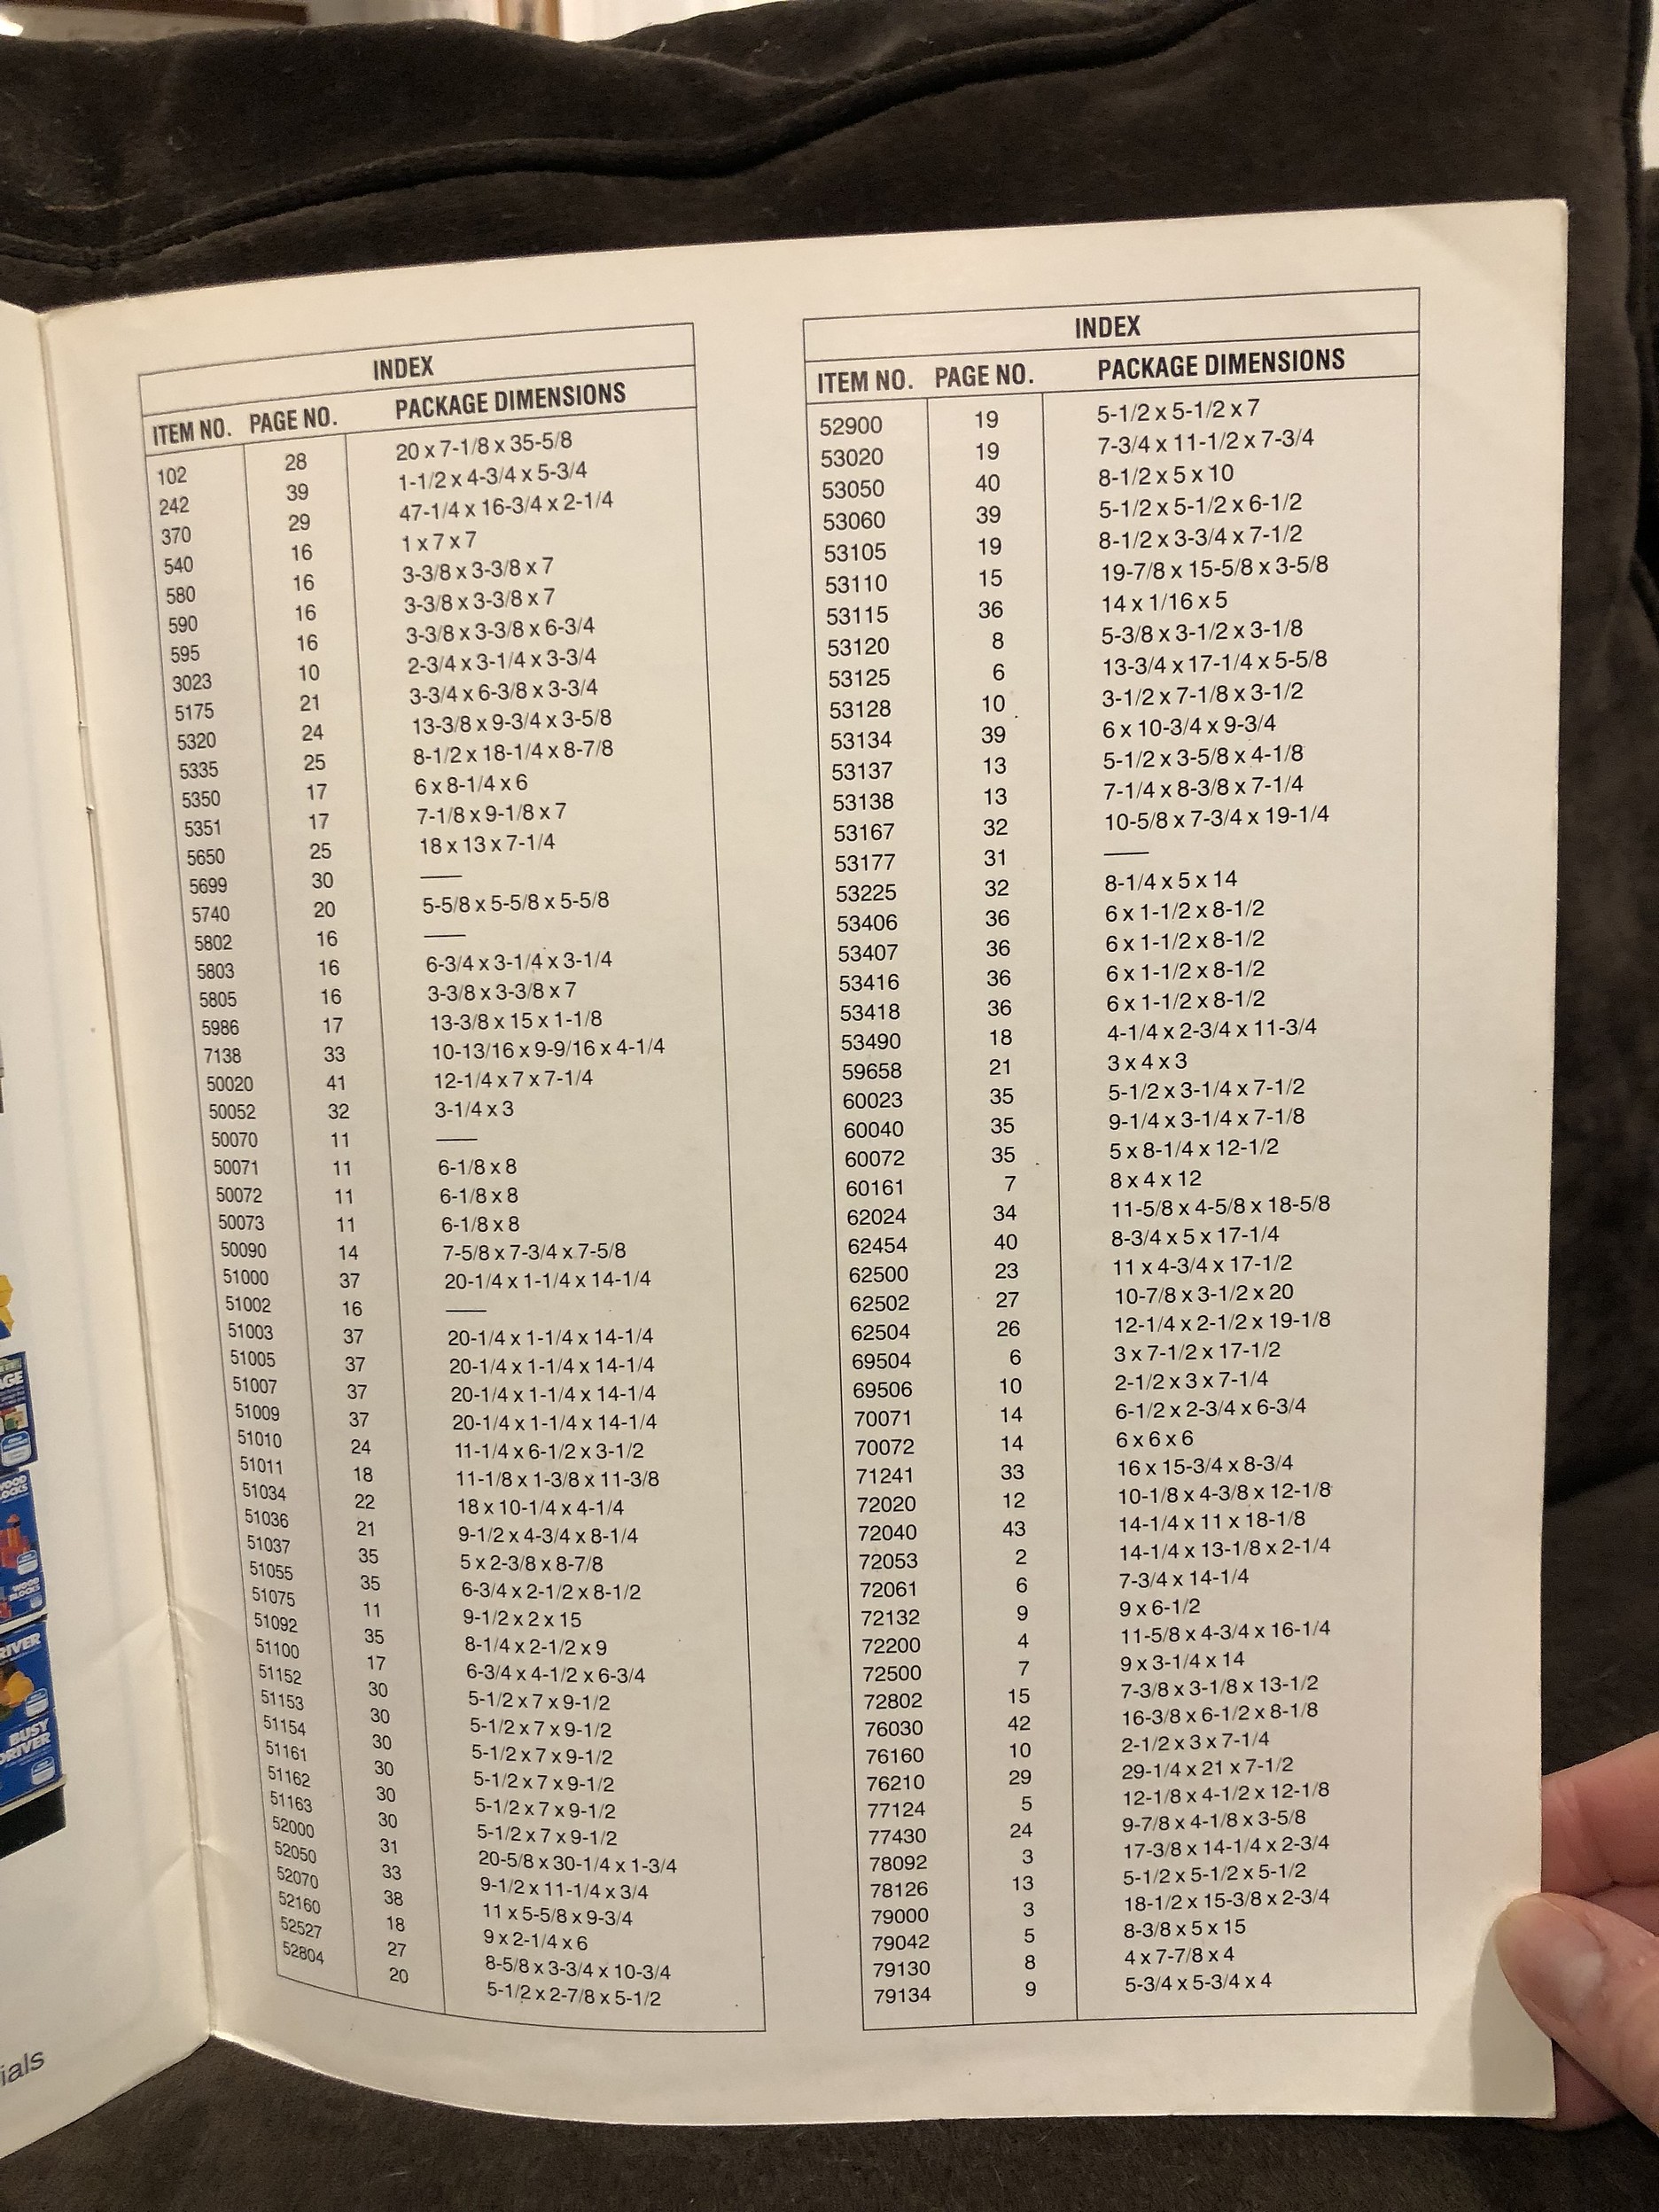 INDEX
ITEM NO. PAGE NO. PACKAGE DIMENSIONS
102 28 20 x 7-1/8 x 35-5/8
242 39 1-1/2 x 4-3/4 x 5-3/4
370 29 47-1/4 x 16-3/4 x 2-1/4
540 16 1 x 7 x 7
580 16 3-3/8 x 3-3/8 x 7
590 16 3-3/8 x 3-3/8 x 7
595 16 3-3/8 x 3-3/8 x 6-3/4
3023 10 2-3/4 x 3-1/4 x 3-3/4
5175 21 3-3/4 x 6-3/8 x 3-3/4
5320 24 13-3/8 x 9-3/4 x 3-5/8
5335 25 8-1/2 x 18-1/4 x 8-7/8
5350 17 6 x 8-1/4 x 6
5351 17 7-1/8 x 9-1/8 x 7
5650 25 18 x 13 x 7-1/4
5699 30 ——
5740 20 5-5/8 x 5-5/8 x 5-5/8
5802 16 ——
5803 16 6-3/4 x 3-1/4 x 3-1/4
5805 16 3-3/8 x 3-3/8 x 7
5986 17 13-3/8 x 15 x 1-1/8
7138 33 10-13/16 x 9-9/16 x 4-1/4
50020 41 12-1/4 x 7 x 7-1/4
50052 32 3-1/4 x 3
50070 11 ——
50071 11 6-1/8 x 8
50072 11 6-1/8 x 8
50073 11 6-1/8 x 8
50090 14 7-5/8 x 7-3/4 x 7-5/8
51000 37 20-1/4 x 1-1/4 x 14-1/4
51002 16 ——
51003 37 20-1/4 x 1-1/4 x 14-1/4
51005 37 20-1/4 x 1-1/4 x 14-1/4
51007 37 20-1/4 x 1-1/4 x 14-1/4
51009 37 20-1/4 x 1-1/4 x 14-1/4
51010 24 11-1/4 x 6-1/2 x 3-1/2
51011 18 11-1/8 x 1-3/8 x 11-3/8
51034 22 18 x 10-1/4 x 4-1/4
51036 21 9-1/2 x 4-3/4 x 8-1/4
51037 35 5 x 2-3/8 x 8-7/8
51055 35 6-3/4 x 2-1/2 x 8-1/2
51075 11 9-1/2 x 2 x 15
51092 35 8-1/4 x 2-1/2 x 9
51100 17 6-3/4 x 4-1/2 x 6-3/4
51152 30 5-1/2 x 7 x 9-1/2
51153 30 5-1/2 x 7 x 9-1/2
51154 30 5-1/2 x 7 x 9-1/2
51161 30 5-1/2 x 7 x 9-1/2
51162 30 5-1/2 x 7 x 9-1/2
51163 30 5-1/2 x 7 x 9-1/2
52000 31 20-5/8 x 30-1/4 x 1-3/4
52050 33 9-1/2 x 11-1/4 x 3/4
52070 38 11 x 5-5/8 x 9-3/4
52160 18 9 x 2-1/4 x 6
52527 27 8-5/8 x 3-3/4 x 10-3/4
52804 20 5-1/2 x 2-7/8 x 5-1/2
INDEX
ITEM NO. PAGE NO. PACKAGE DIMENSIONS
52900 19 5-1/2 x 5-1/2 x 7
53020 19 7-3/4 x 11-1/2 x 7-3/4
53050 40 8-1/2 x 5 x 10
53060 39 5-1/2 x 5-1/2 x 6-1/2
53105 19 8-1/2 x 3-3/4 x 7-1/2
53110 15 19-7/8 x 15-5/8 x 3-5/8
53115 36 14 x 1/16 x 5
53120 8 5-3/8 x 3-1/2 x 3-1/8
53125 6 13-3/4 x 17-1/4 x 5-5/8
53128 10 3-1/2 x 7-1/8 x 3-1/2
53134 39 6 x 10-3/4 x 9-3/4
53137 13 5-1/2 x 3-5/8 x 4-1/8
53138 13 7-1/4 x 8-3/8 x 7-1/4
53167 32 10-5/8 x 7-3/4 x 19-1/4
53177 31 ——
53225 32 8-1/4 x 5 x 14
53406 36 6 x 1-1/2 x 8-1/2
53407 36 6 x 1-1/2 x 8-1/2
53416 36 6 x 1-1/2 x 8-1/2
53418 36 6 x 1-1/2 x 8-1/2
53490 18 4-1/4 x 2-3/4 x 11-3/4
59658 21 3 x 4 x 3
60023 35 5-1/2 x 3-1/4 x 7-1/2
60040 35 9-1/4 x 3-1/4 x 7-1/8
60072 35 5 x 8-1/4 x 12-1/2
60161 7 8 x 4 x 12
62024 34 11-5/8 x 4-5/8 x 18-5/8
62454 40 8-3/4 x 5 x 17-1/4
62500 23 11 x 4-3/4 x 17-1/2
62502 27 10-7/8 x 3-1/2 x 20
62504 26 12-1/4 x 2-1/2 x 19-1/8
69504 6 3 x 7-1/2 x 17-1/2
69506 10 2-1/2 x 3 x 7-1/4
70071 14 6-1/2 x 2-3/4 x 6-3/4
70072 14 6 x 6 x 6
71241 33 16 x 15-3/4 x 8-3/4
72020 12 10-1/8 x 4-3/8 x 12-1/8
72040 43 14-1/4 x 11 x 18-1/8
72053 2 14-1/4 x 13-1/8 x 2-1/4
72061 6 7-3/4 x 14-1/4
72132 9 9 x 6-1/2
72200 4 11-5/8 x 4-3/4 x 16-1/4
72500 7 9 x 3-1/4 x 14
72802 15 7-3/8 x 3-1/8 x 13-1/2
76030 42 16-3/8 x 6-1/2 x 8-1/8
76160 10 2-1/2 x 3 x 7-1/4
76210 29 29-1/4 x 21 x 7-1/2
77124 5 12-1/8 x 4-1/2 x 12-1/8
77430 24 9-7/8 x 4-1/8 x 3-5/8
78092 3 17-3/8 x 14-1/4 x 2-3/4
78126 13 5-1/2 x 5-1/2 x 5-1/2
79000 3 18-1/2 x 15-3/8 x 2-3/4
79042 5 8-3/8 x 5 x 15
79130 8 4 x 7-7/8 x 4
79134 9 5-3/4 x 5-3/4 x 4
BUSY
DRIVER
ials